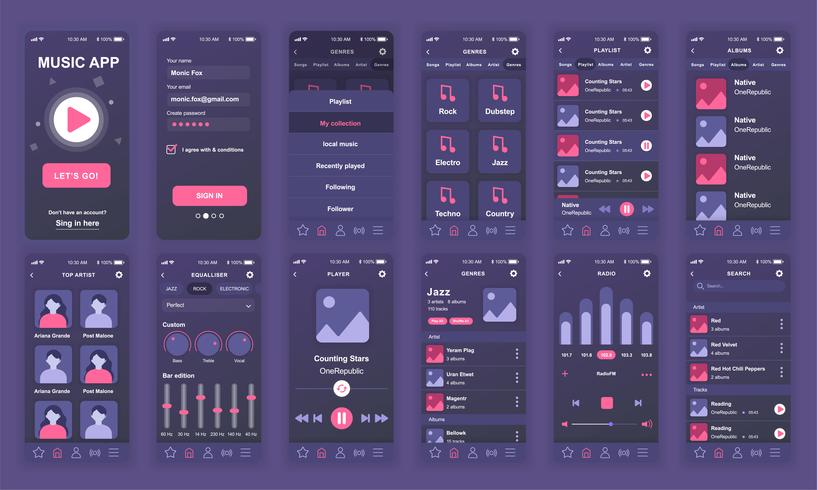 10:30 AM 100%
MUSIC APP
LET'S GO!
Don't have an account?
Sing in here
10:30 AM 100%
Your name
Monic Fox
Your email
monic.fox@gmail.com
Create password
I agree with & conditions
SIGN IN
10:30 AM 100%
GENRES
Songs Playlist Albums Artist Genres
Playlist
My collection
local music
Recently played
Following
Follower
10:30 AM 100%
GENRES
Songs Playlist Albums Artist Genres
Rock Dubstep
Electro Jazz
Techno Country
10:30 AM 100%
PLAYLIST
Songs Playlist Albums Artist Genres
Counting Stars
OneRepublic 05:43
Counting Stars
OneRepublic 05:43
Counting Stars
OneRepublic 05:43
Counting Stars
OneRepublic 05:43
Native
OneRepublic
10:30 AM 100%
ALBUMS
Songs Playlist Albums Artist Genres
Native
OneRepublic
Native
OneRepublic
Native
OneRepublic
Native
OneRepublic
10:30 AM 100%
TOP ARTIST
Ariana Grande Post Malone
Ariana Grande Post Malone
10:30 AM 100%
EQUALLISER
JAZZ ROCK ELECTRONIC
Perfect
Custom
Bass Treble Vocal
Bar edition
60 Hz 30 Hz 14 Hz 230 Hz 140 Hz 40 Hz
10:30 AM 100%
PLAYER
Counting Stars
OneRepublic
10:30 AM 100%
GENRES
Jazz
3 artists 8 albums
110 tracks
Play All Shuffle All
Artist
Yoram Plag
3 albums
Uran Etwet
4 albums
Magentr
2 albums
Albums
Bellowk
15 tracks
10:30 AM 100%
RADIO
101.7 101.8 102.5 103.3 103.8
RadioFM
10:30 AM 100%
SEARCH
Search...
Artist
Red
3 albums
Red Velvet
4 albums
Red Hot Chili Peppers
2 albums
Tracks
Reading
OneRepublic 05:43
Reading
OneRepublic 05:43